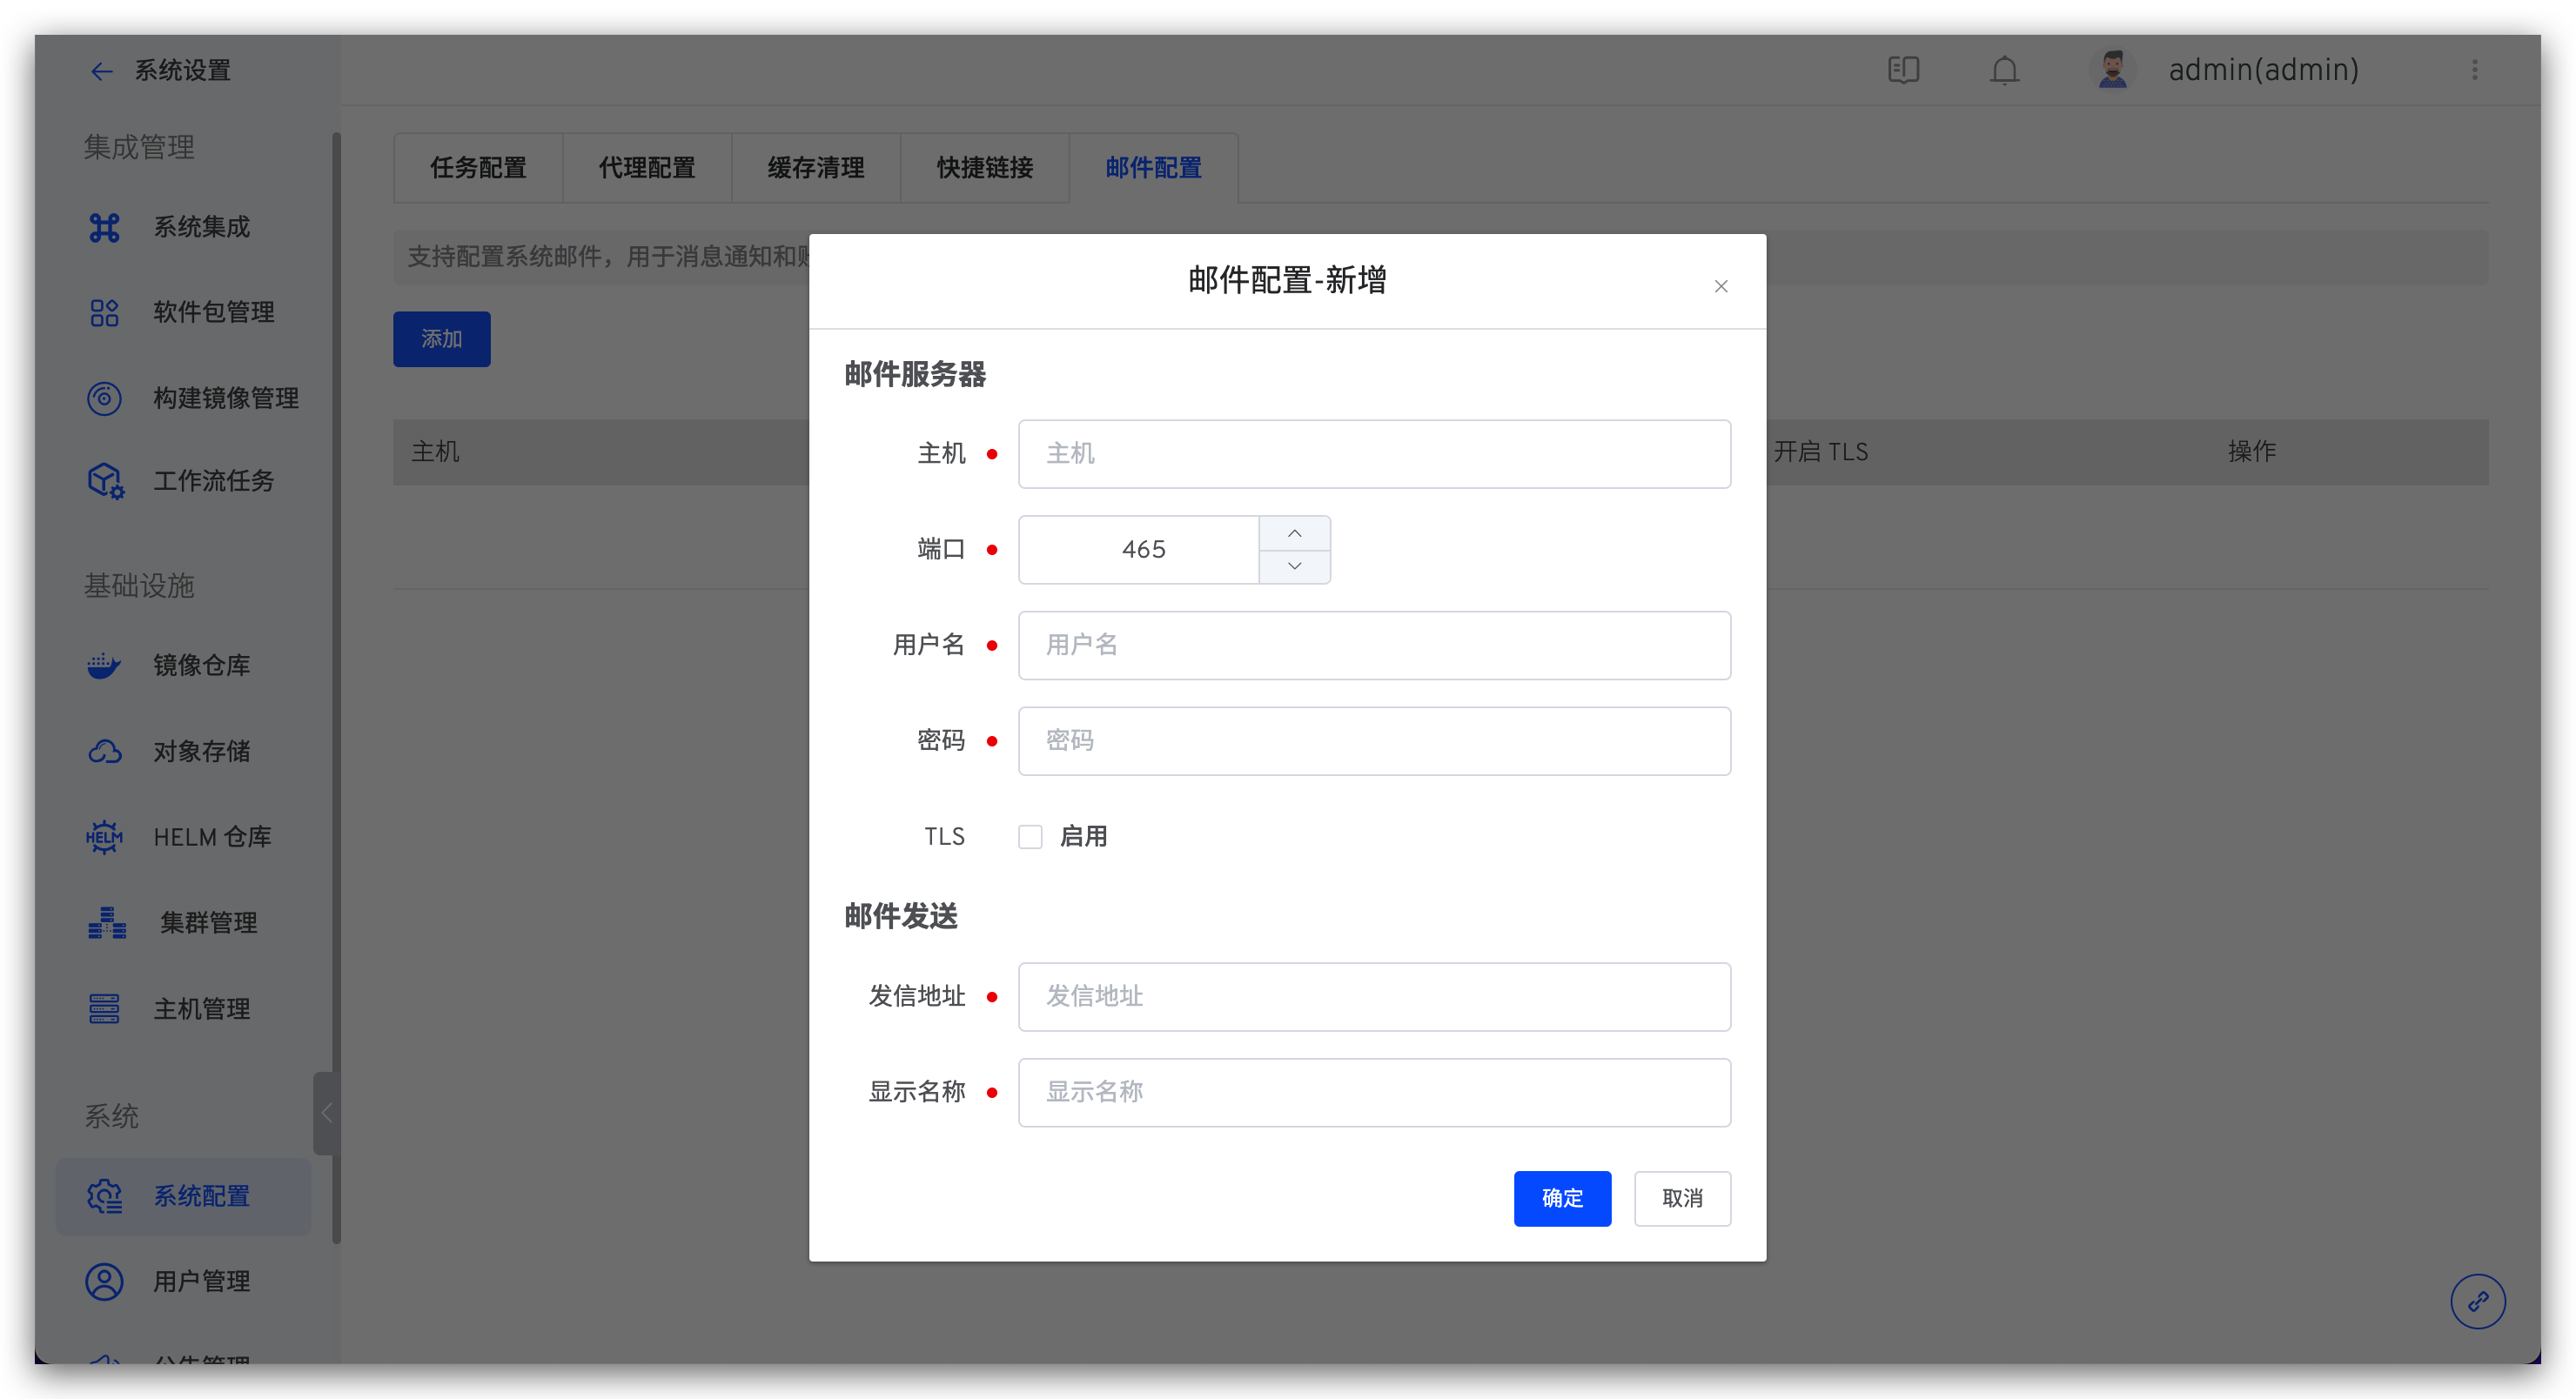 系统设置
admin(admin)
集成管理
系统集成
软件包管理
构建镜像管理
工作流任务
基础设施
镜像仓库
对象存储
HELM 仓库
集群管理
主机管理
系统
系统配置
用户管理
公告管理
任务配置
代理配置
缓存清理
快捷链接
邮件配置
支持配置系统邮件，用于消息通知和
添加
主机
开启 TLS
操作
邮件配置-新增
邮件服务器
主机
主机
端口
465
用户名
用户名
密码
密码
TLS
启用
邮件发送
发信地址
发信地址
显示名称
显示名称
确定
取消